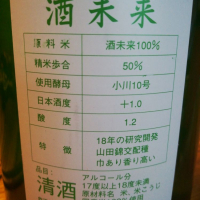 酒未来
原料米 酒未来100%
精米歩合 50%
使用酵母 小川10号
日本酒度 +1.0
酸度 1.2
特徴 18年の研究開発
山田錦交配種
巾あり香り高い
品目
清酒
アルコール分
17度以上18度未満
原材料名 米、米こうじ